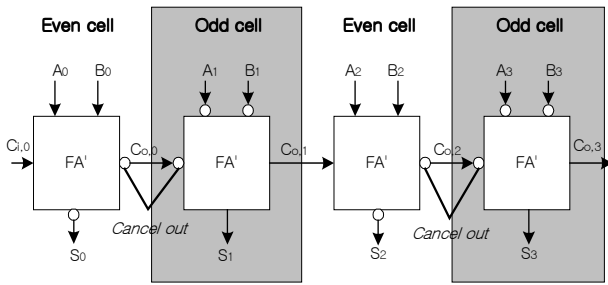 Even cell Odd cell Even cell Odd cell
A0 B0 A1 B1 A2 B2 A3 B3
Ci,0 FA' Co,0 FA' Co,1 FA' Co,2 FA' Co,3
Cancel out Cancel out
S0 S1 S2 S3